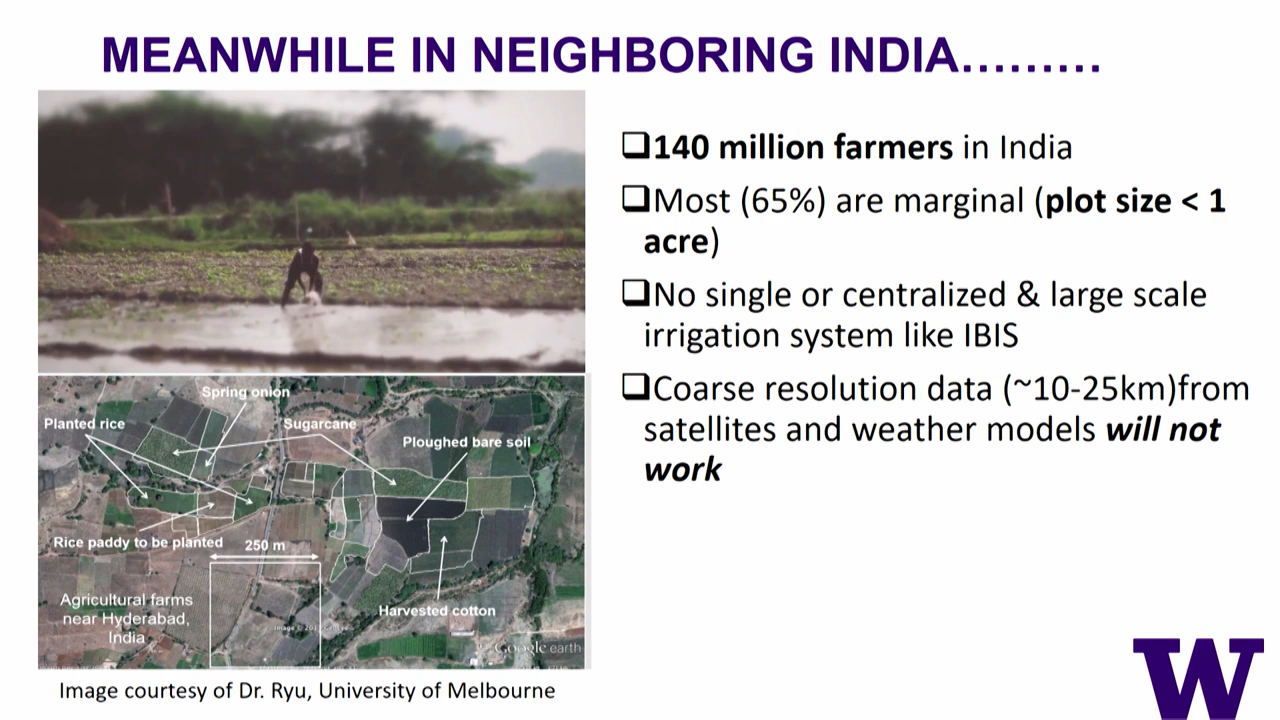 MEANWHILE IN NEIGHBORING INDIA.........
❑140 million farmers in India
❑Most (65%) are marginal (plot size < 1
acre)
❑No single or centralized & large scale
irrigation system like IBIS
❑Coarse resolution data (~10-25km)from
satellites and weather models will not
work
Spring onion
Planted rice
Sugarcane
Ploughed bare soil
Rice paddy to be planted
250 m
Agricultural farms
near Hyderabad,
India
Harvested cotton
Google earth
Image courtesy of Dr. Ryu, University of Melbourne
W